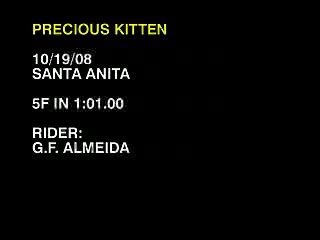 PRECIOUS KITTEN
10/19/08
SANTA ANITA
5F IN 1:01.00
RIDER:
G.F. ALMEIDA